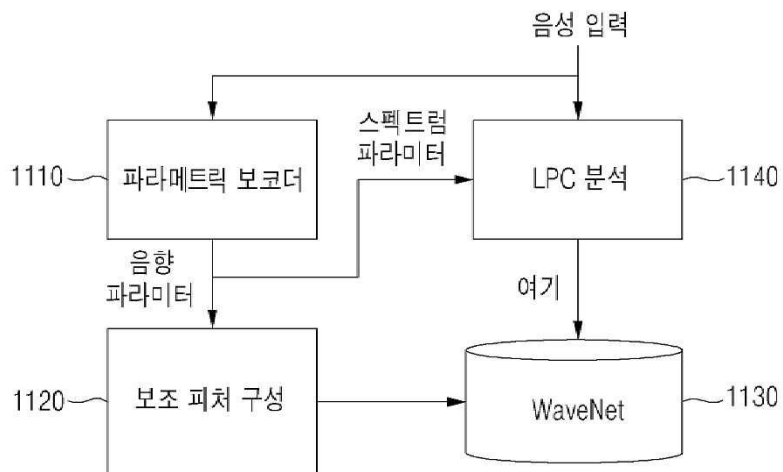 음성 입력
스펙트럼
파라미터
1110
파라메트릭 보코더
LPC 분석
1140
음향
파라미터
여기
1120
보조 피처 구성
WaveNet
1130